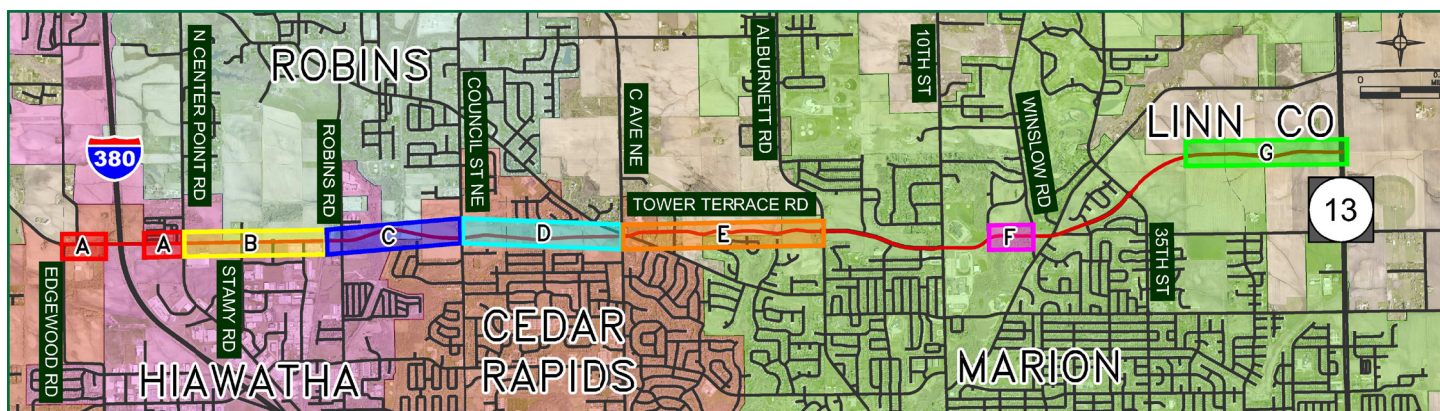 ROBINS
N CENTER POINT RD
380
ROBINS RD
COUNCIL ST NE
C AVE NE
ALBURNETT RD
10TH ST
WINSLOW RD
LINN CO
0
TOWER TERRACE RD
A
A
B
C
D
E
F
G
13
EDGEWOOD RD
STAMY RD
35TH ST
HIAWATHA
CEDAR
RAPIDS
MARION